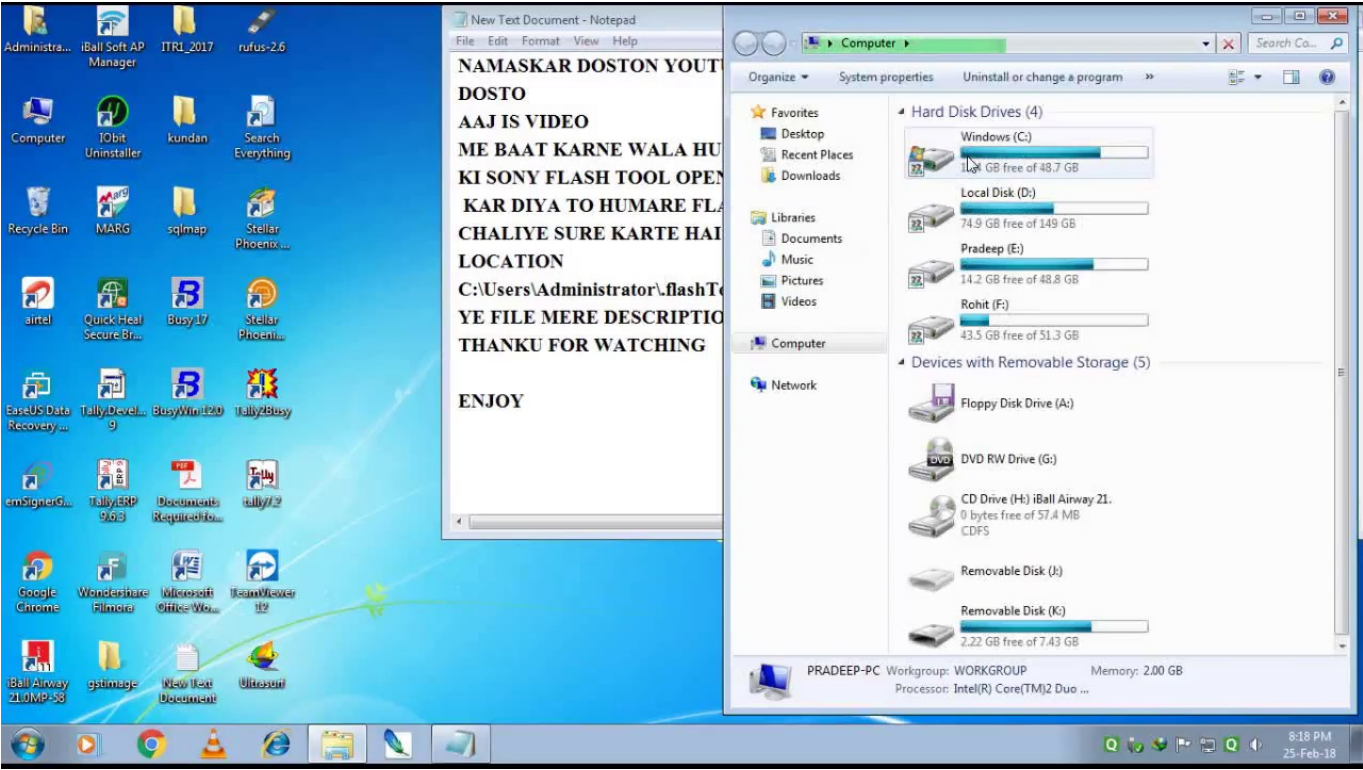 Administra...
iBall Soft AP
Manager
ITR1_2017
rufus-2.6
Computer
IObit
Uninstaller
kundan
Search
Everything
Recycle Bin
MARG
sqlmap
Stellar
Phoenix ...
airtel
Quick Heal
Secure Br...
Busy 17
Stellar
Phoeni...
EaseUS Data
Recovery ...
Tally.Devel...
9
BusyWin 12.0
Tally2Busy
emSignerG...
Tally.ERP
9.6.3
Documents
Required fo...
tally7.2
Google
Chrome
Wondershare
Filmora
Microsoft
Office Wo...
TeamViewer
12
iBall Airway
21.0MP-58
gstimage
New Text
Document
Ultrasurf
New Text Document - Notepad
File Edit Format View Help
NAMASKAR DOSTON YOUTU
DOSTO
AAJ IS VIDEO
ME BAAT KARNE WALA HU
KI SONY FLASH TOOL OPEN
KAR DIYA TO HUMARE FLA
CHALIYE SURE KARTE HAI
LOCATION
C:\Users\Administrator\.flashTo
YE FILE MERE DESCRIPTIO
THANKU FOR WATCHING
ENJOY
Computer
Search Co...
Organize
System properties
Uninstall or change a program
»
Favorites
Desktop
Recent Places
Downloads
Libraries
Documents
Music
Pictures
Videos
Computer
Network
Hard Disk Drives (4)
Windows (C:)
GB free of 48.7 GB
Local Disk (D:)
74.9 GB free of 149 GB
Pradeep (E:)
14.2 GB free of 48.8 GB
Rohit (F:)
43.5 GB free of 51.3 GB
Devices with Removable Storage (5)
Floppy Disk Drive (A:)
DVD RW Drive (G:)
CD Drive (H:) iBall Airway 21.
0 bytes free of 57.4 MB
CDFS
Removable Disk (J:)
Removable Disk (K:)
2.22 GB free of 7.43 GB
PRADEEP-PC Workgroup: WORKGROUP Memory: 2.00 GB
Processor: Intel(R) Core(TM)2 Duo ...
8:18 PM
25-Feb-18